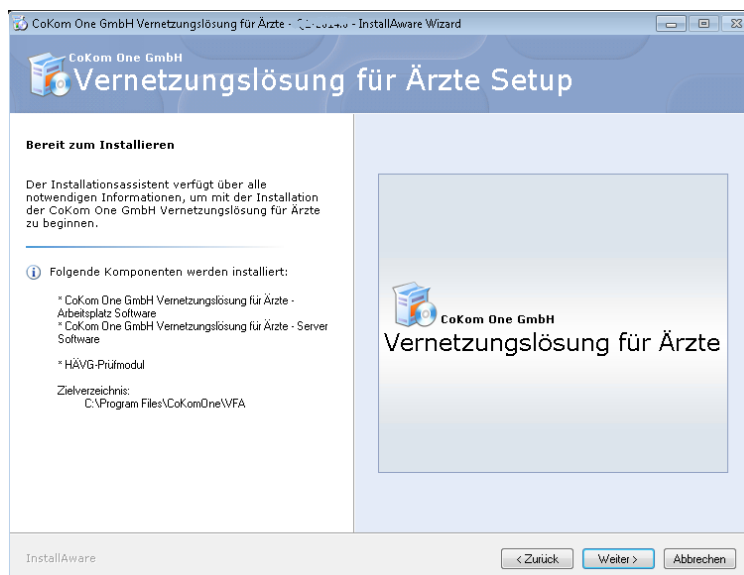 CoKom One GmbH Vernetzungslösung für Ärzte - - InstallAware Wizard
CoKom One GmbH
Vernetzungslösung für Ärzte Setup
Bereit zum Installieren
Der Installationsassistent verfügt über alle
notwendigen Informationen, um mit der Installation
der CoKom One GmbH Vernetzungslösung für Ärzte
zu beginnen.
Folgende Komponenten werden installiert:
* CoKom One GmbH Vernetzungslösung für Ärzte -
Arbeitsplatz Software
* CoKom One GmbH Vernetzungslösung für Ärzte - Server
Software
* HÄVG-Prüfmodul
Zielverzeichnis:
C:\Program Files\CoKomOne\VFA
CoKom One GmbH
Vernetzungslösung für Ärzte
InstallAware
< Zurück
Weiter >
Abbrechen